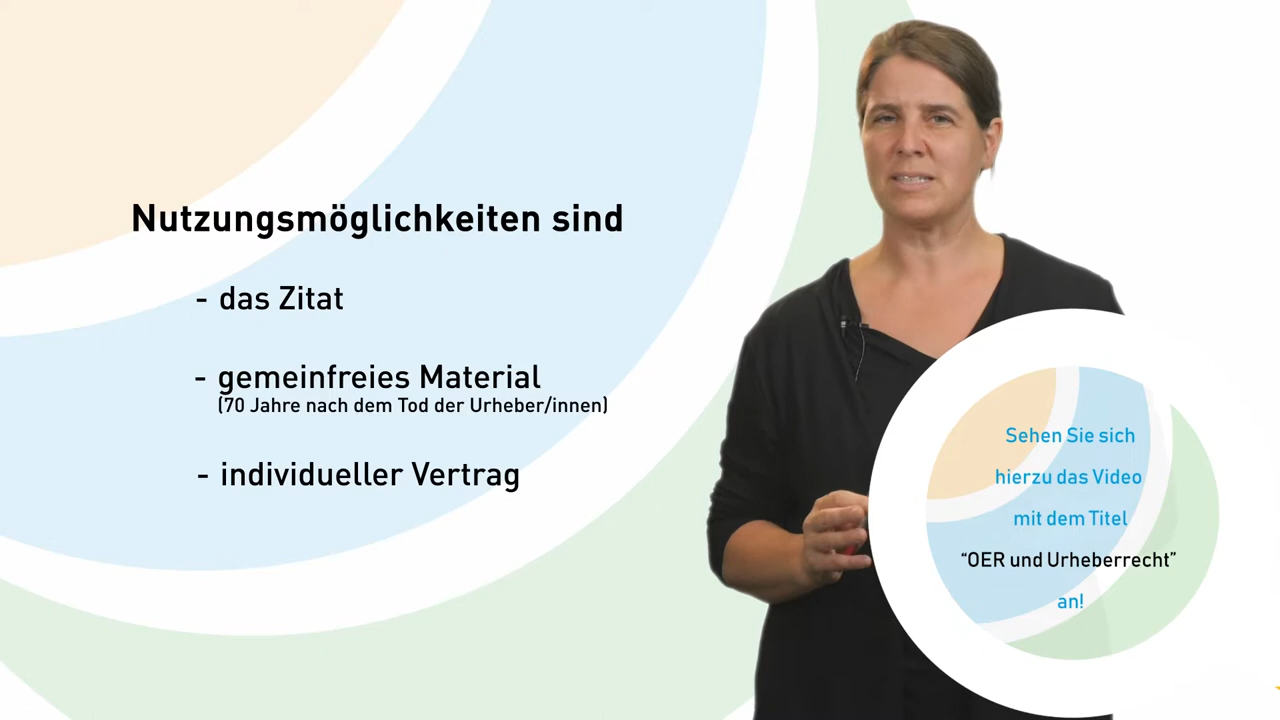 Nutzungsmöglichkeiten sind
- das Zitat
- gemeinfreies Material
(70 Jahre nach dem Tod der Urheber/innen)
- individueller Vertrag
Sehen Sie sich
hierzu das Video
mit dem Titel
“OER und Urheberrecht”
an!